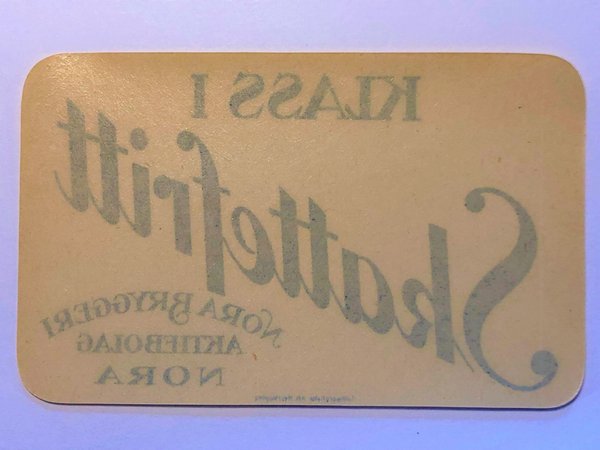 KLASS I
Skattefritt
NORA BRYGGERI
AKTIEBOLAG
NORA